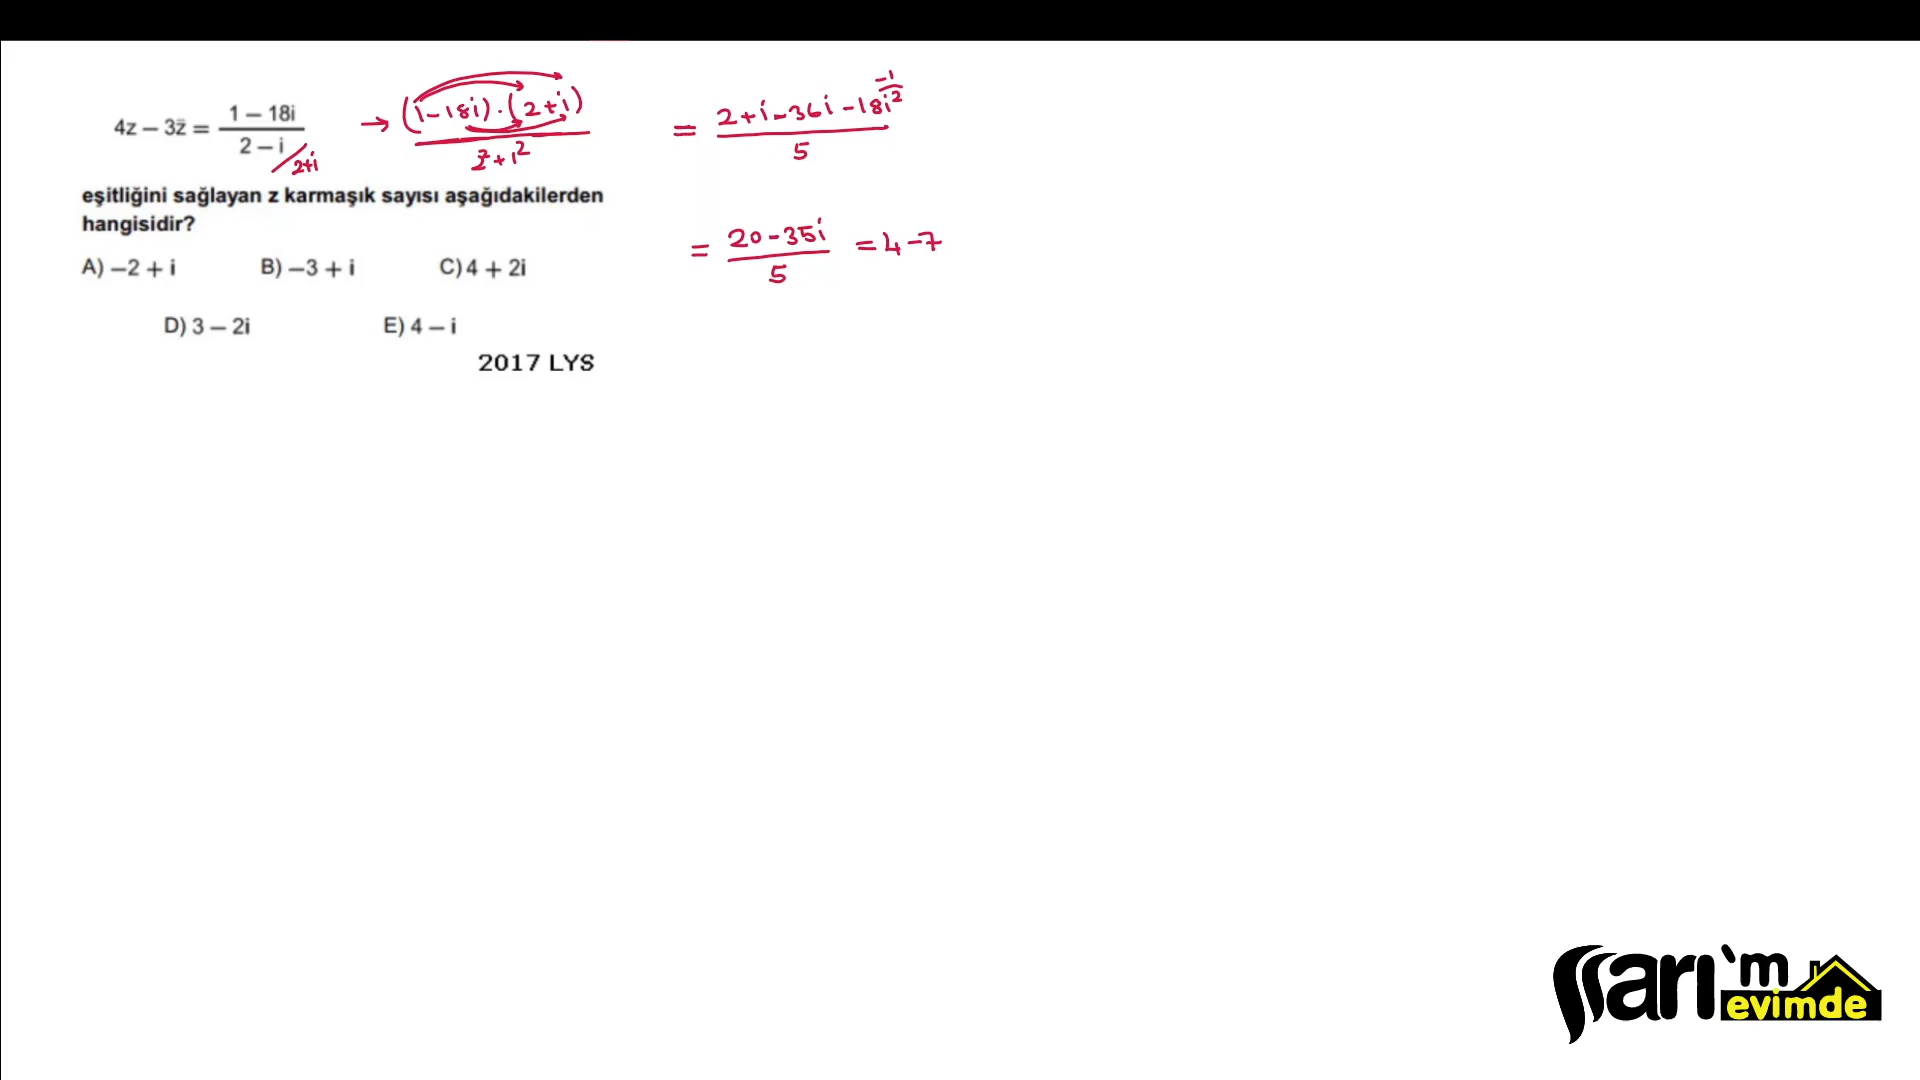 4z – 3z̄ = (1 – 18i)/(2 – i) /2+i → ((1-18i)·(2+i))/(2²+1²) = (2+i-36i-18i²)/5 -1
eşitliğini sağlayan z karmaşık sayısı aşağıdakilerden
hangisidir?
= (20-35i)/5 = 4-7
A) –2 + i B) –3 + i C) 4 + 2i
D) 3 – 2i E) 4 – i
2017 LYS
Sarı'm
evimde